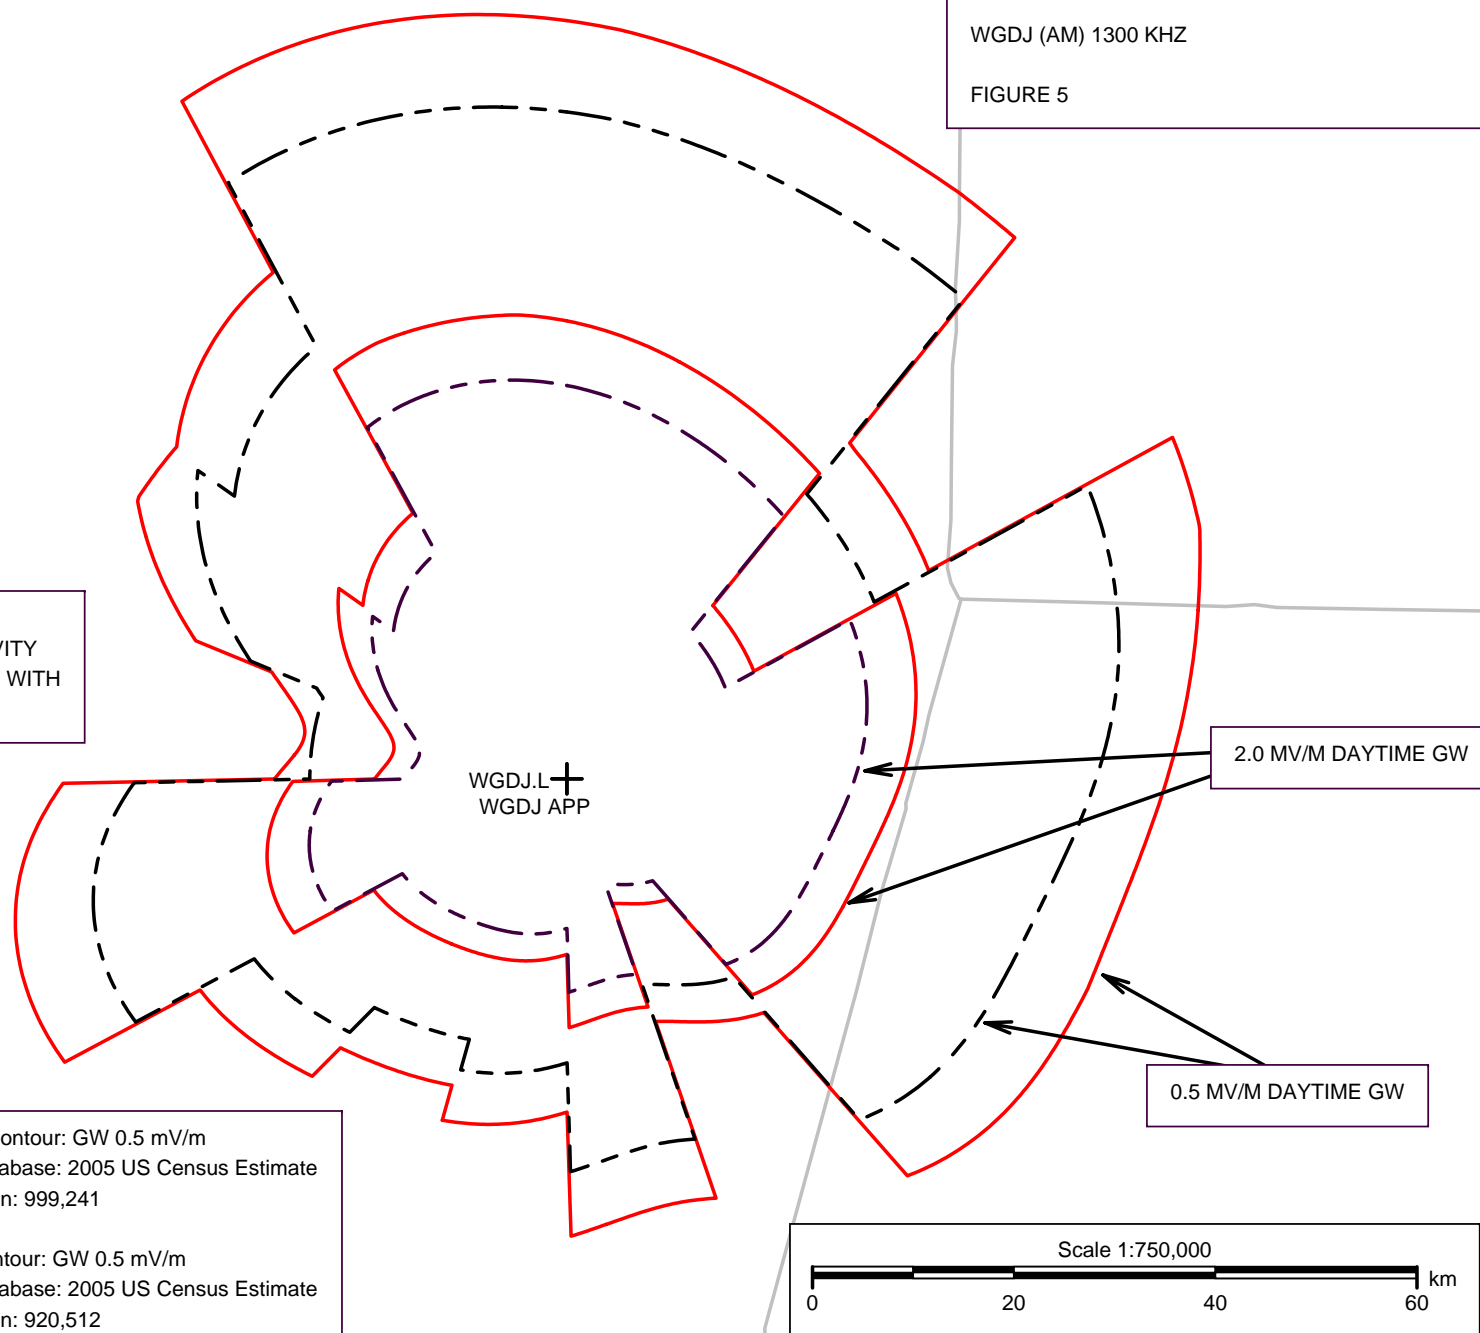 WGDJ (AM) 1300 KHZ
FIGURE 5
VITY
WITH
WGDJ.L
WGDJ APP
2.0 MV/M DAYTIME GW
0.5 MV/M DAYTIME GW
ontour: GW 0.5 mV/m
abase: 2005 US Census Estimate
n: 999,241
ntour: GW 0.5 mV/m
abase: 2005 US Census Estimate
n: 920,512
Scale 1:750,000
km
0 20 40 60